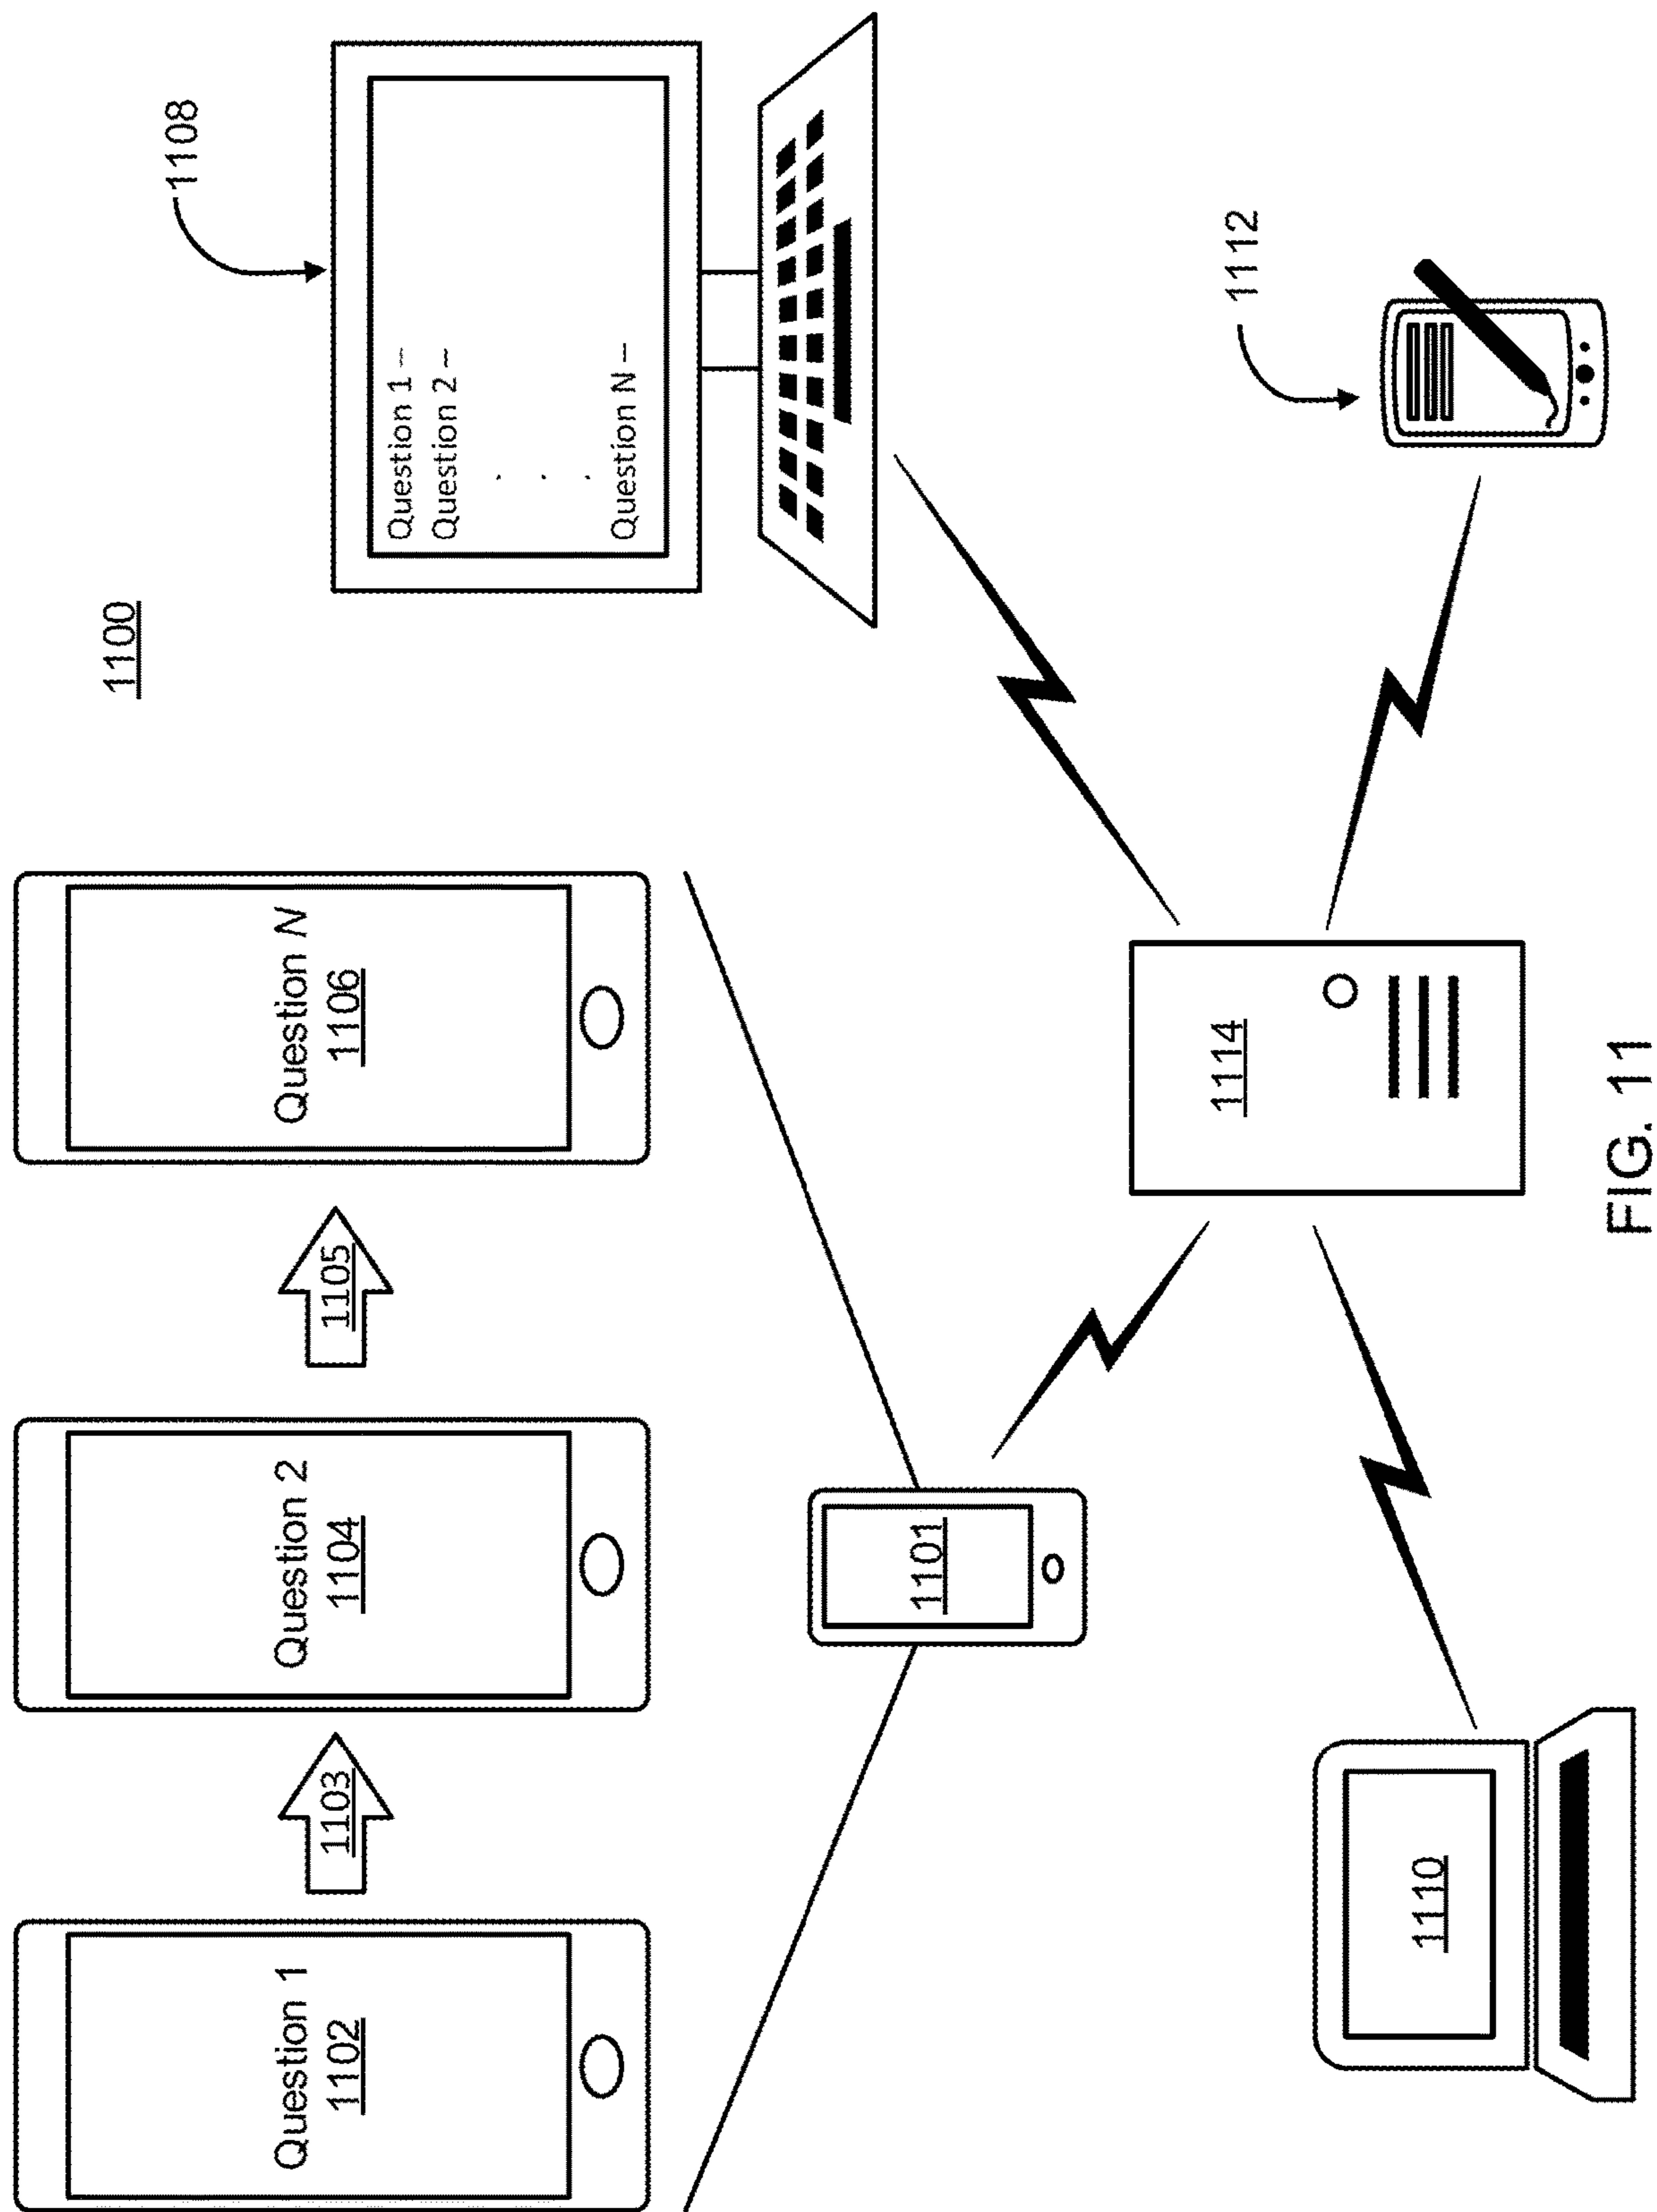 1100
Question 1
1102
1103
Question 2
1104
1105
Question N
1106
1108
Question 1 –
Question 2 –
.
.
.
Question N –
1101
1110
1114
1112
FIG. 11